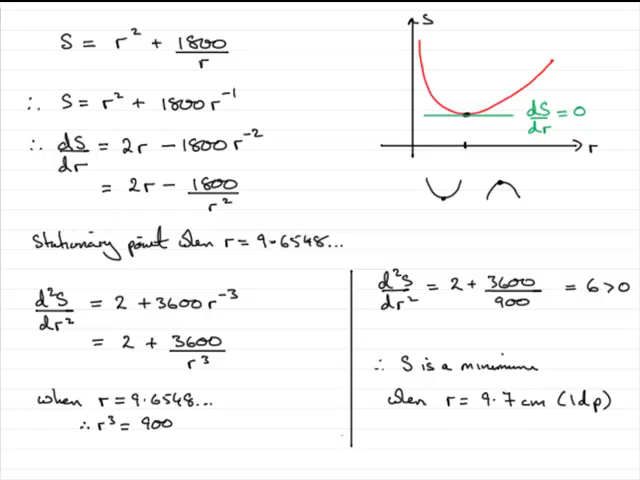 S = r² + 1800/r
∴ S = r² + 1800r⁻¹
∴ dS/dr = 2r − 1800r⁻²
= 2r − 1800/r²
Stationary point when r = 9.6548...
d²S/dr² = 2 + 3600r⁻³
= 2 + 3600/r³
when r = 9.6548...
∴ r³ = 900
S
dS/dr = 0
r
d²S/dr² = 2 + 3600/900 = 6 > 0
∴ S is a minimum
when r = 9.7cm (1dp)